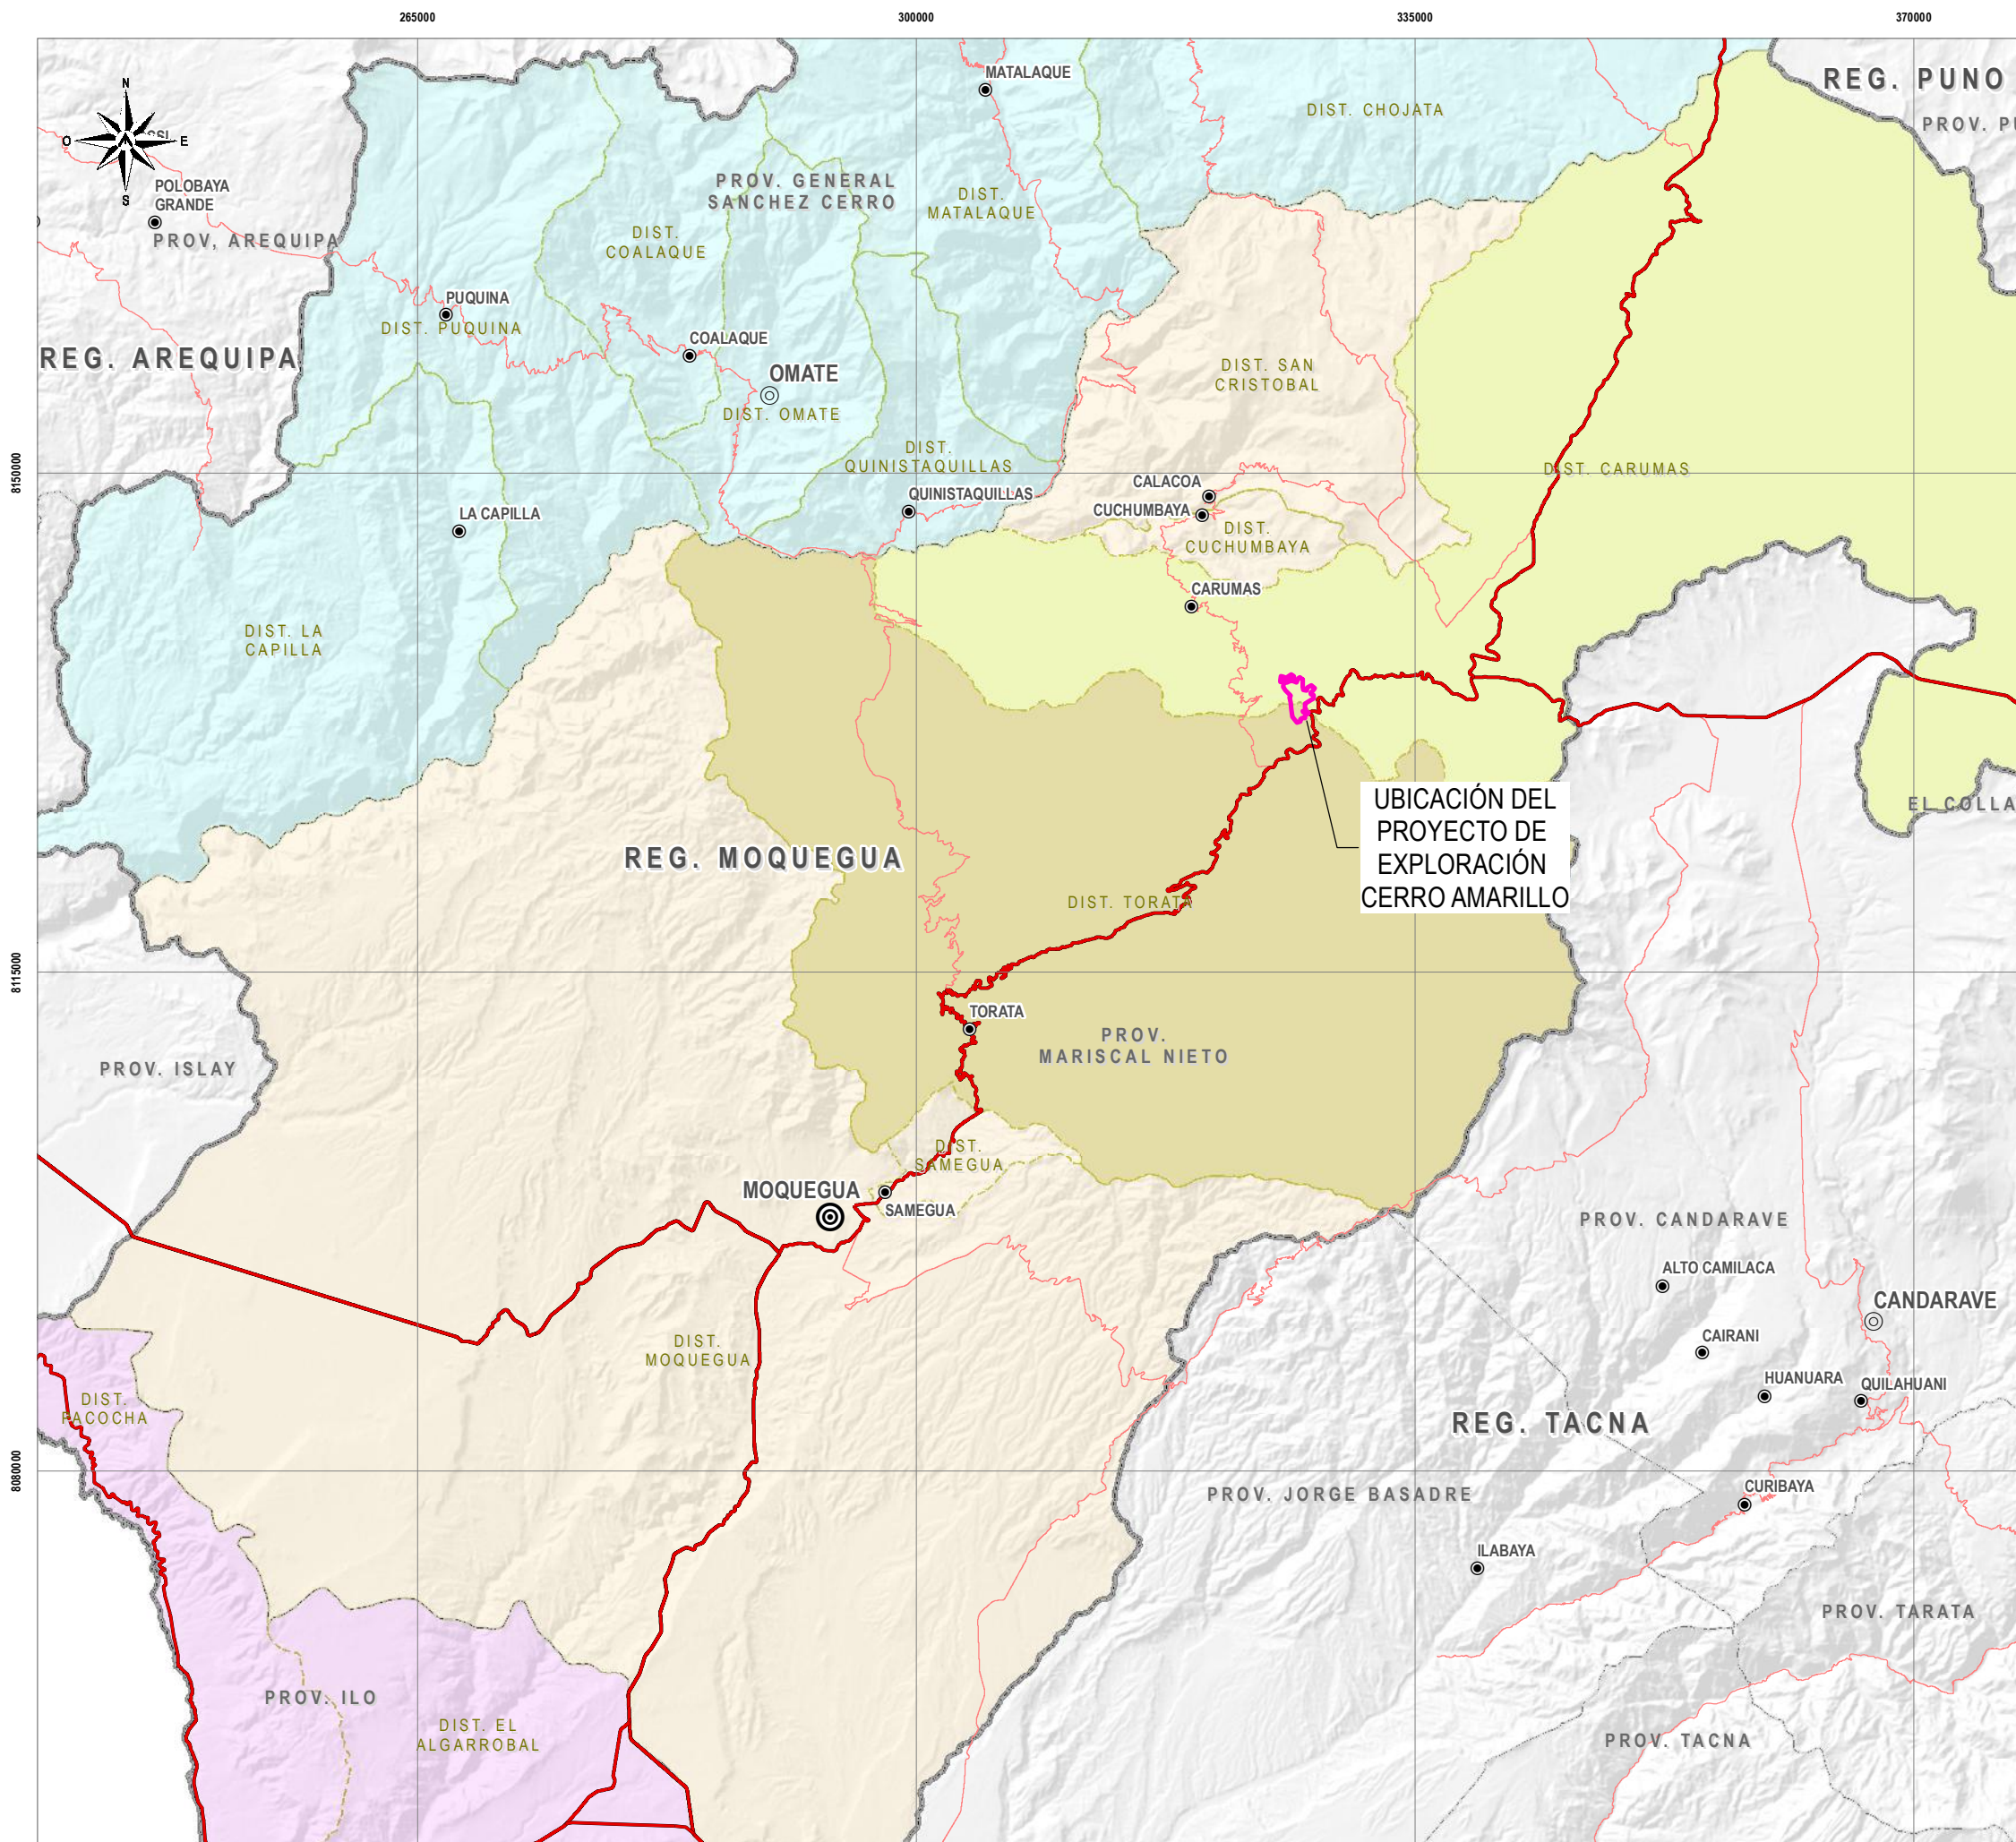 265000
300000
335000
370000
8150000
8115000
8080000
N
O
E
S
POLOBAYA
GRANDE
PROV, AREQUIPA
REG. AREQUIPA
MATALAQUE
DIST. CHOJATA
REG. PUNO
PROV. PU
PROV. GENERAL
SANCHEZ CERRO
DIST.
MATALAQUE
DIST.
COALAQUE
PUQUINA
DIST. PUQUINA
COALAQUE
OMATE
DIST. OMATE
DIST. SAN
CRISTOBAL
DIST.
QUINISTAQUILLAS
QUINISTAQUILLAS
DIST. CARUMAS
CALACOA
CUCHUMBAYA
DIST.
CUCHUMBAYA
LA CAPILLA
CARUMAS
DIST. LA
CAPILLA
UBICACIÓN DEL
PROYECTO DE
EXPLORACIÓN
CERRO AMARILLO
EL COLLA
REG. MOQUEGUA
DIST. TORATA
TORATA
PROV.
MARISCAL NIETO
PROV. ISLAY
DIST.
SAMEGUA
MOQUEGUA
SAMEGUA
PROV. CANDARAVE
ALTO CAMILACA
CANDARAVE
CAIRANI
HUANUARA
QUILAHUANI
DIST.
MOQUEGUA
DIST.
PACOCHA
REG. TACNA
PROV. JORGE BASADRE
CURIBAYA
ILABAYA
PROV. TARATA
PROV. ILO
DIST. EL
ALGARROBAL
PROV. TACNA